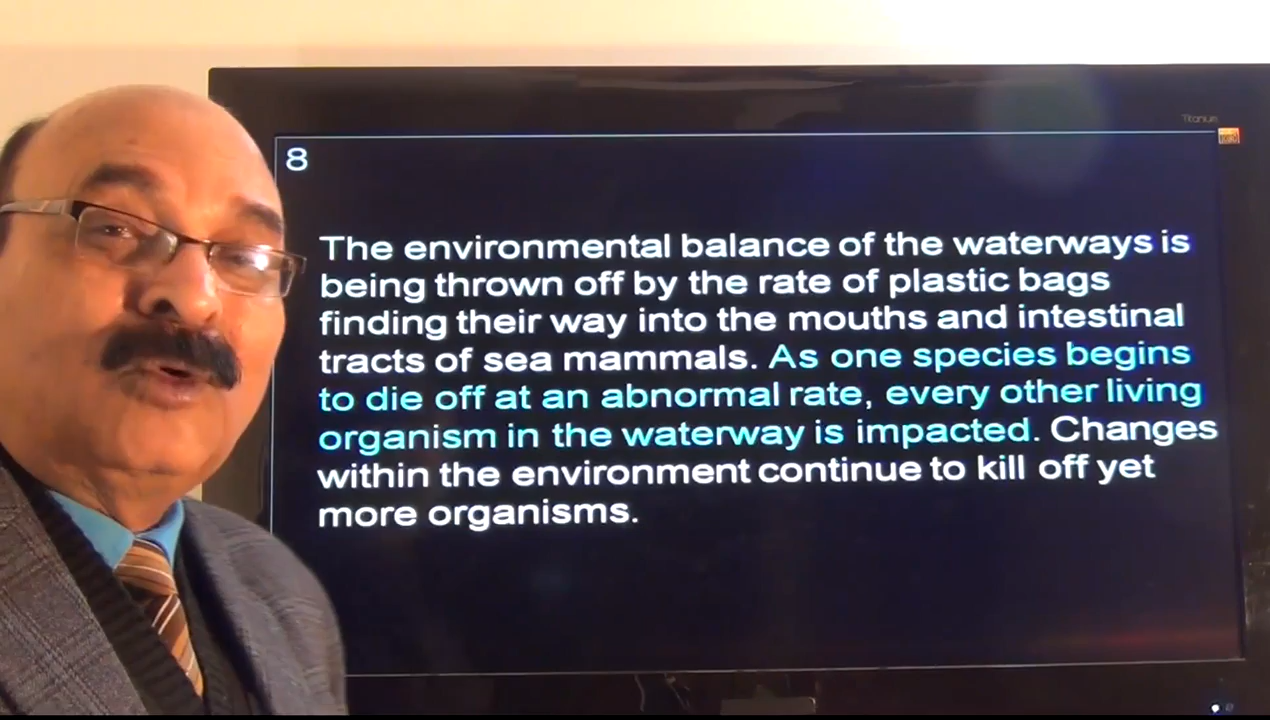 Titanium
8
The environmental balance of the waterways is
being thrown off by the rate of plastic bags
finding their way into the mouths and intestinal
tracts of sea mammals. As one species begins
to die off at an abnormal rate, every other living
organism in the waterway is impacted. Changes
within the environment continue to kill off yet
more organisms.